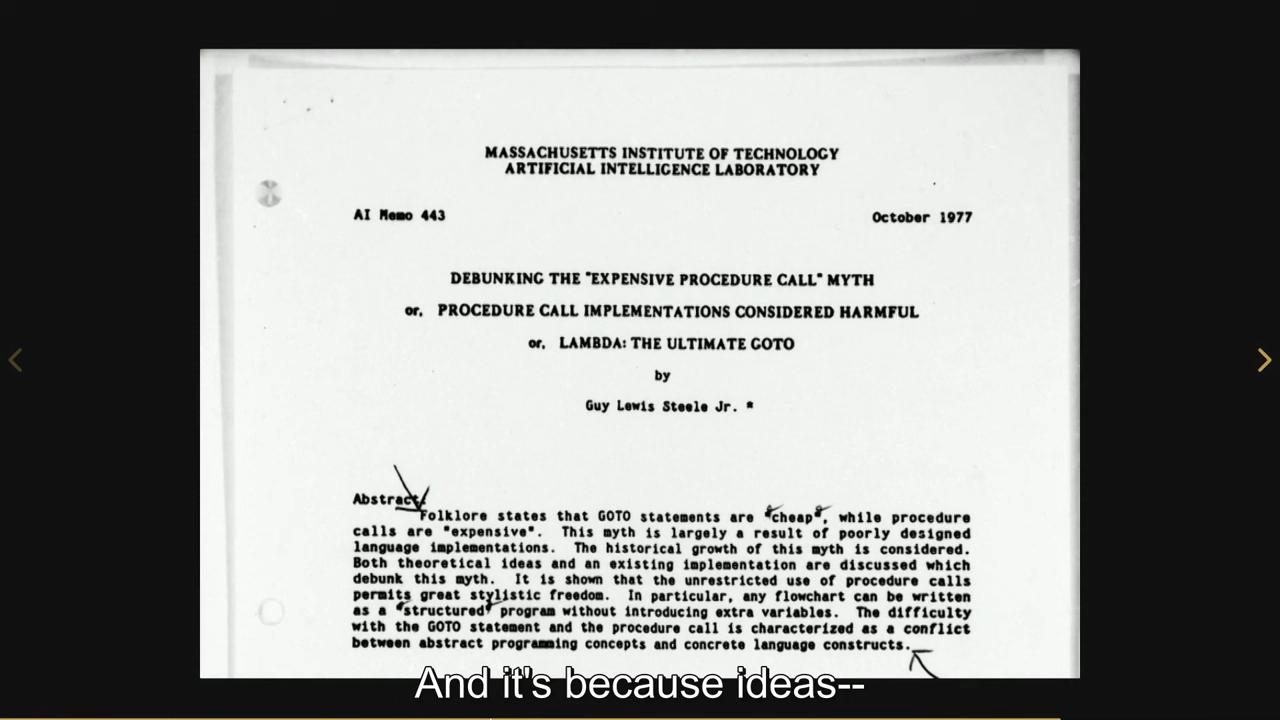 MASSACHUSETTS INSTITUTE OF TECHNOLOGY
ARTIFICIAL INTELLIGENCE LABORATORY
AI Memo 443
October 1977
DEBUNKING THE "EXPENSIVE PROCEDURE CALL" MYTH
or, PROCEDURE CALL IMPLEMENTATIONS CONSIDERED HARMFUL
or, LAMBDA: THE ULTIMATE GOTO
by
Guy Lewis Steele Jr. *
Abstract:
Folklore states that GOTO statements are "cheap", while procedure
calls are "expensive". This myth is largely a result of poorly designed
language implementations. The historical growth of this myth is considered.
Both theoretical ideas and an existing implementation are discussed which
debunk this myth. It is shown that the unrestricted use of procedure calls
permits great stylistic freedom. In particular, any flowchart can be written
as a "structured" program without introducing extra variables. The difficulty
with the GOTO statement and the procedure call is characterized as a conflict
between abstract programming concepts and concrete language constructs.
And it's because ideas--